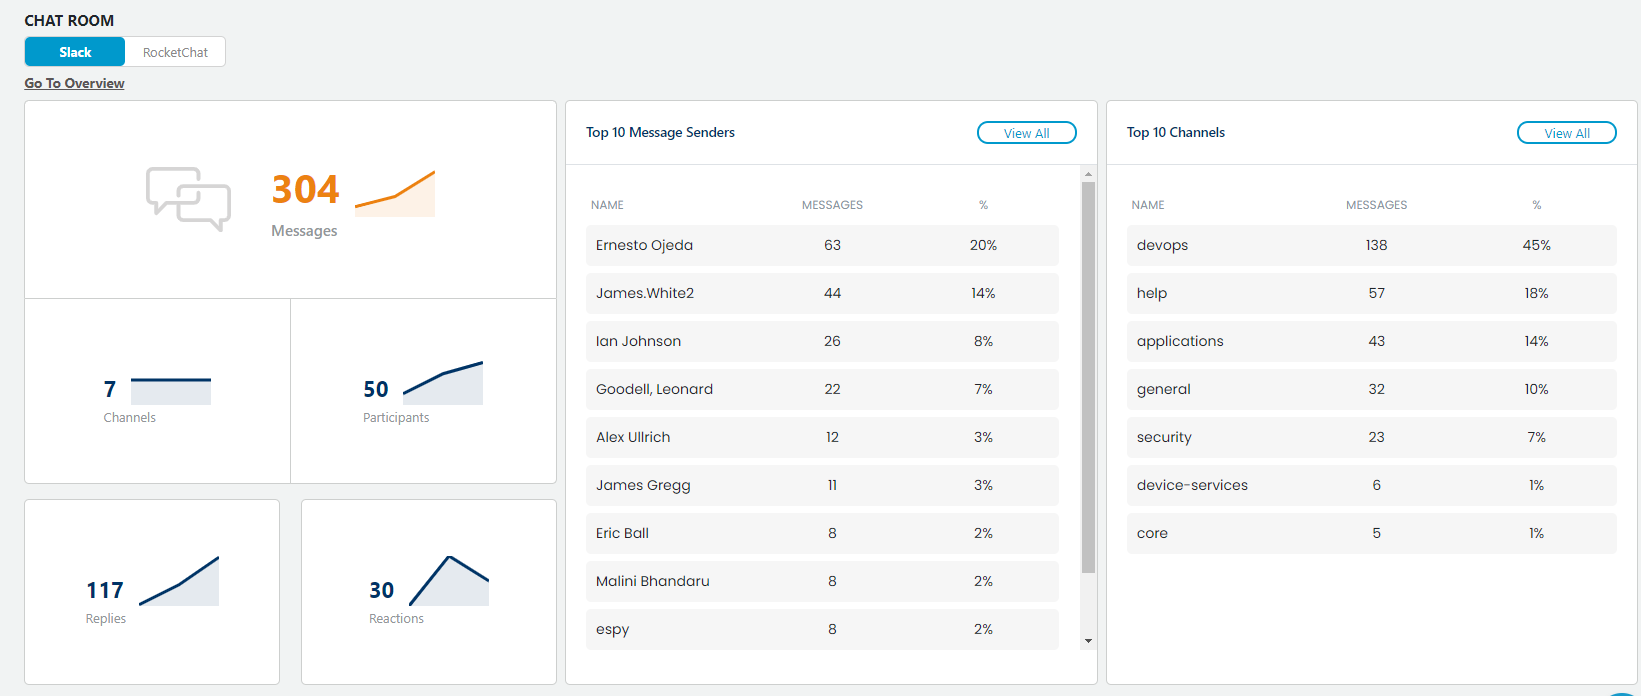 CHAT ROOM
Slack RocketChat
Go To Overview
304
Messages
7
Channels
50
Participants
117
Replies
30
Reactions
Top 10 Message Senders View All
NAME MESSAGES %
Ernesto Ojeda 63 20%
James.White2 44 14%
Ian Johnson 26 8%
Goodell, Leonard 22 7%
Alex Ullrich 12 3%
James Gregg 11 3%
Eric Ball 8 2%
Malini Bhandaru 8 2%
espy 8 2%
Top 10 Channels View All
NAME MESSAGES %
devops 138 45%
help 57 18%
applications 43 14%
general 32 10%
security 23 7%
device-services 6 1%
core 5 1%